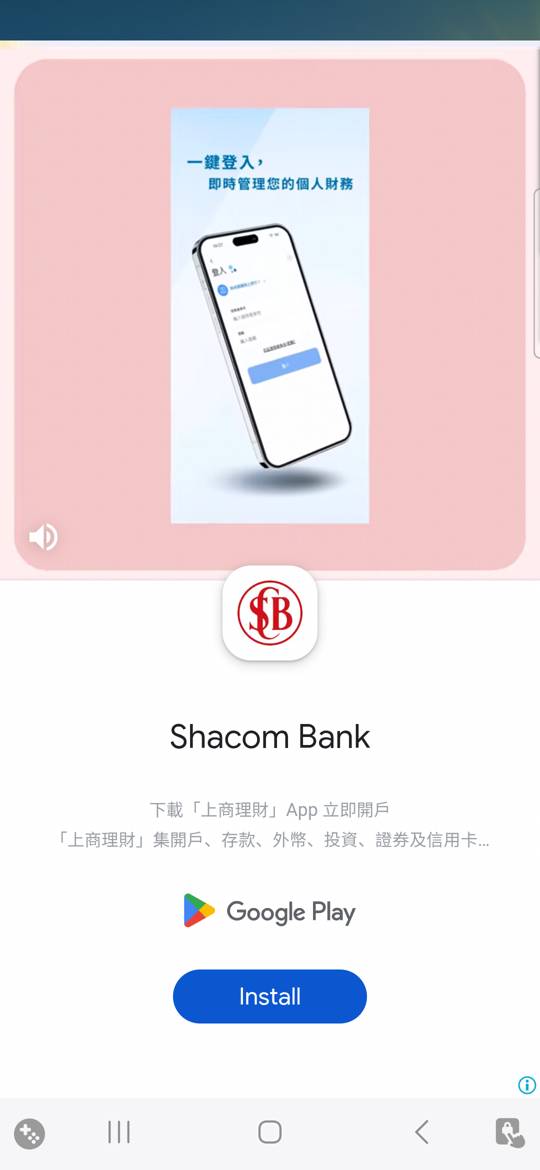 一鍵登入，
即時管理您的個人財務
登入
SCSB
Shacom Bank
下載「上商理財」App 立即開戶
「上商理財」集開戶、存款、外幣、投資、證券及信用卡...
Google Play
Install